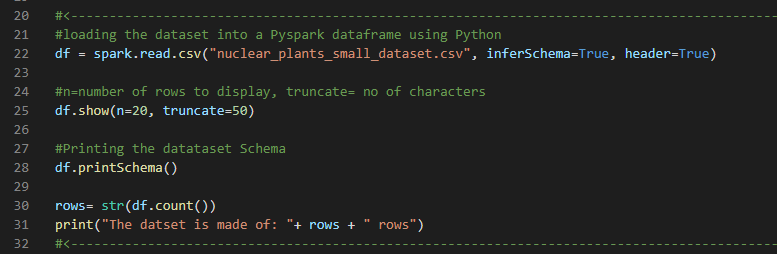 20 #<------------------------------------------------------------------------------------------
21 #loading the dataset into a Pyspark dataframe using Python
22 df = spark.read.csv("nuclear_plants_small_dataset.csv", inferSchema=True, header=True)
23
24 #n=number of rows to display, truncate= no of characters
25 df.show(n=20, truncate=50)
26
27 #Printing the datataset Schema
28 df.printSchema()
29
30 rows= str(df.count())
31 print("The datset is made of: "+ rows + " rows")
32 #<------------------------------------------------------------------------------------------